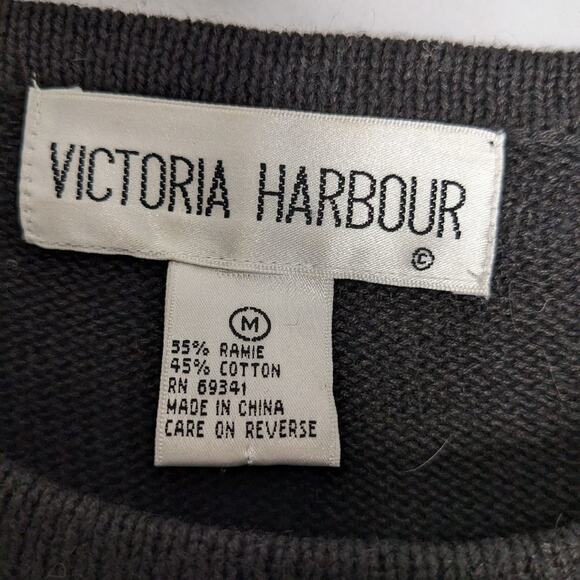 VICTORIA HARBOUR
©
M
55% RAMIE
45% COTTON
RN 69341
MADE IN CHINA
CARE ON REVERSE